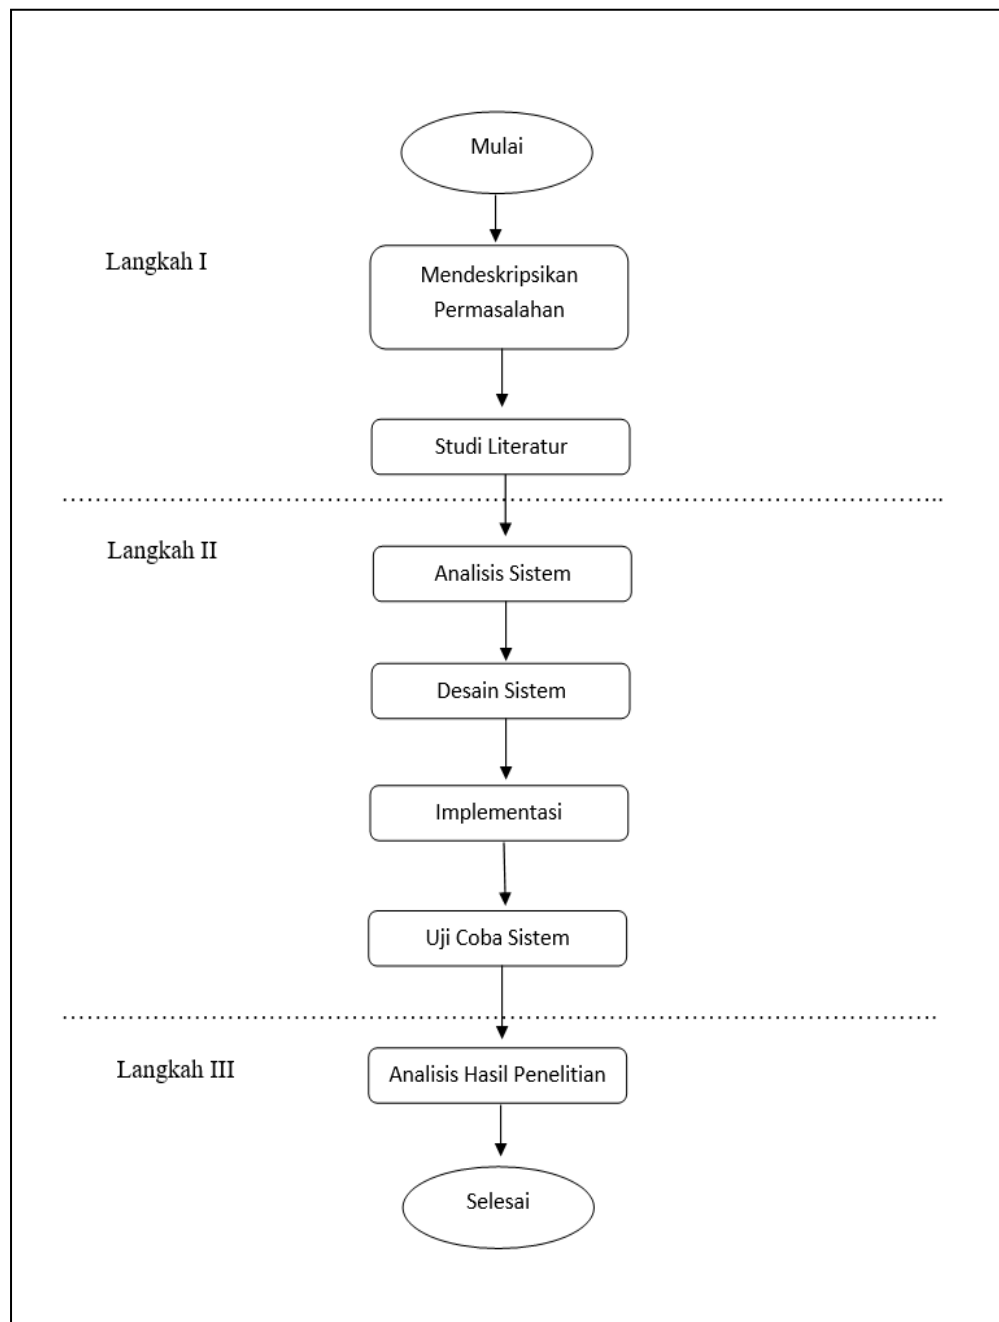 Mulai
Langkah I
Mendeskripsikan
Permasalahan
Studi Literatur
Langkah II
Analisis Sistem
Desain Sistem
Implementasi
Uji Coba Sistem
Langkah III
Analisis Hasil Penelitian
Selesai